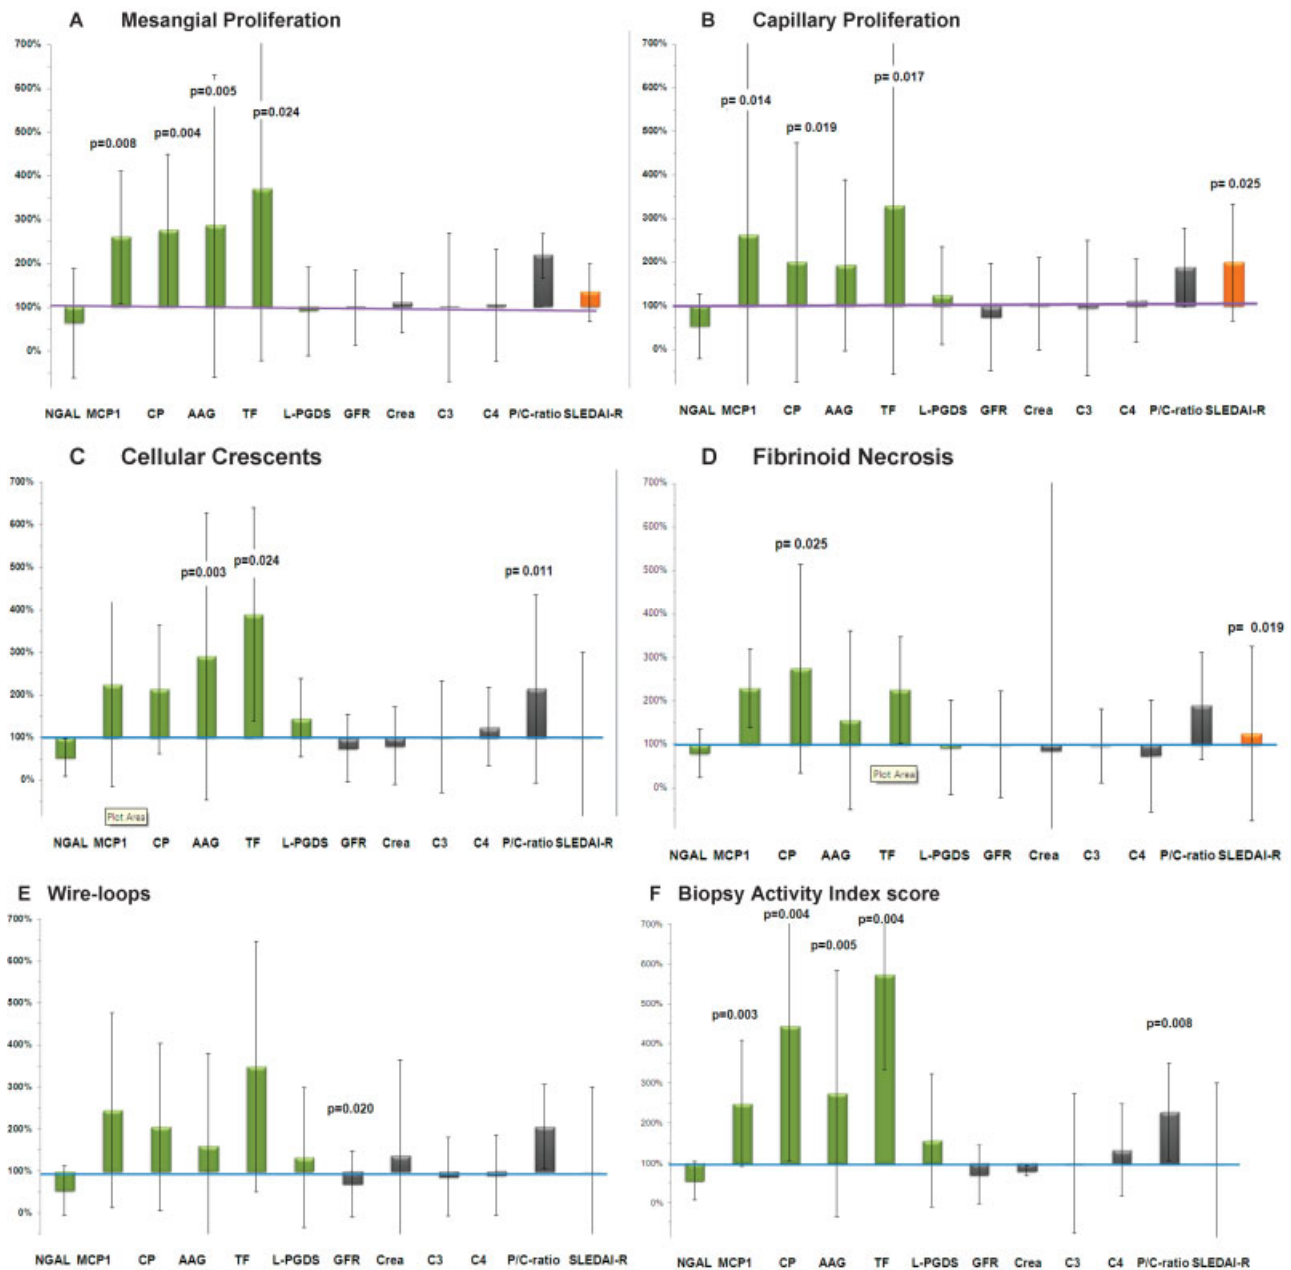 A Mesangial Proliferation
700%
600%
500%
400%
300%
200%
100%
0%
p=0.008
p=0.004
p=0.005
p=0.024
NGAL MCP1 CP AAG TF L-PGDS GFR Crea C3 C4 P/C-ratio SLEDAI-R
B Capillary Proliferation
700%
600%
500%
400%
300%
200%
100%
0%
p= 0.014
p= 0.019
p= 0.017
p= 0.025
NGAL MCP1 CP AAG TF L-PGDS GFR Crea C3 C4 P/C-ratio SLEDAI-R
C Cellular Crescents
700%
600%
500%
400%
300%
200%
100%
0%
p=0.003
p=0.024
p= 0.011
Plot Area
NGAL MCP1 CP AAG TF L-PGDS GFR Crea C3 C4 P/C-ratio SLEDAI-R
D Fibrinoid Necrosis
700%
600%
500%
400%
300%
200%
100%
0%
p= 0.025
p= 0.019
Plot Area
NGAL MCP1 CP AAG TF L-PGDS GFR Crea C3 C4 P/C-ratio SLEDAI-R
E Wire-loops
700%
600%
500%
400%
300%
200%
100%
0%
p=0.020
NGAL MCP1 CP AAG TF L-PGDS GFR Crea C3 C4 P/C-ratio SLEDAI-R
F Biopsy Activity Index score
700%
600%
500%
400%
300%
200%
100%
0%
p=0.003
p=0.004
p=0.005
p=0.004
p=0.008
NGAL MCP1 CP AAG TF L-PGDS GFR Crea C3 C4 P/C-ratio SLEDAI-R